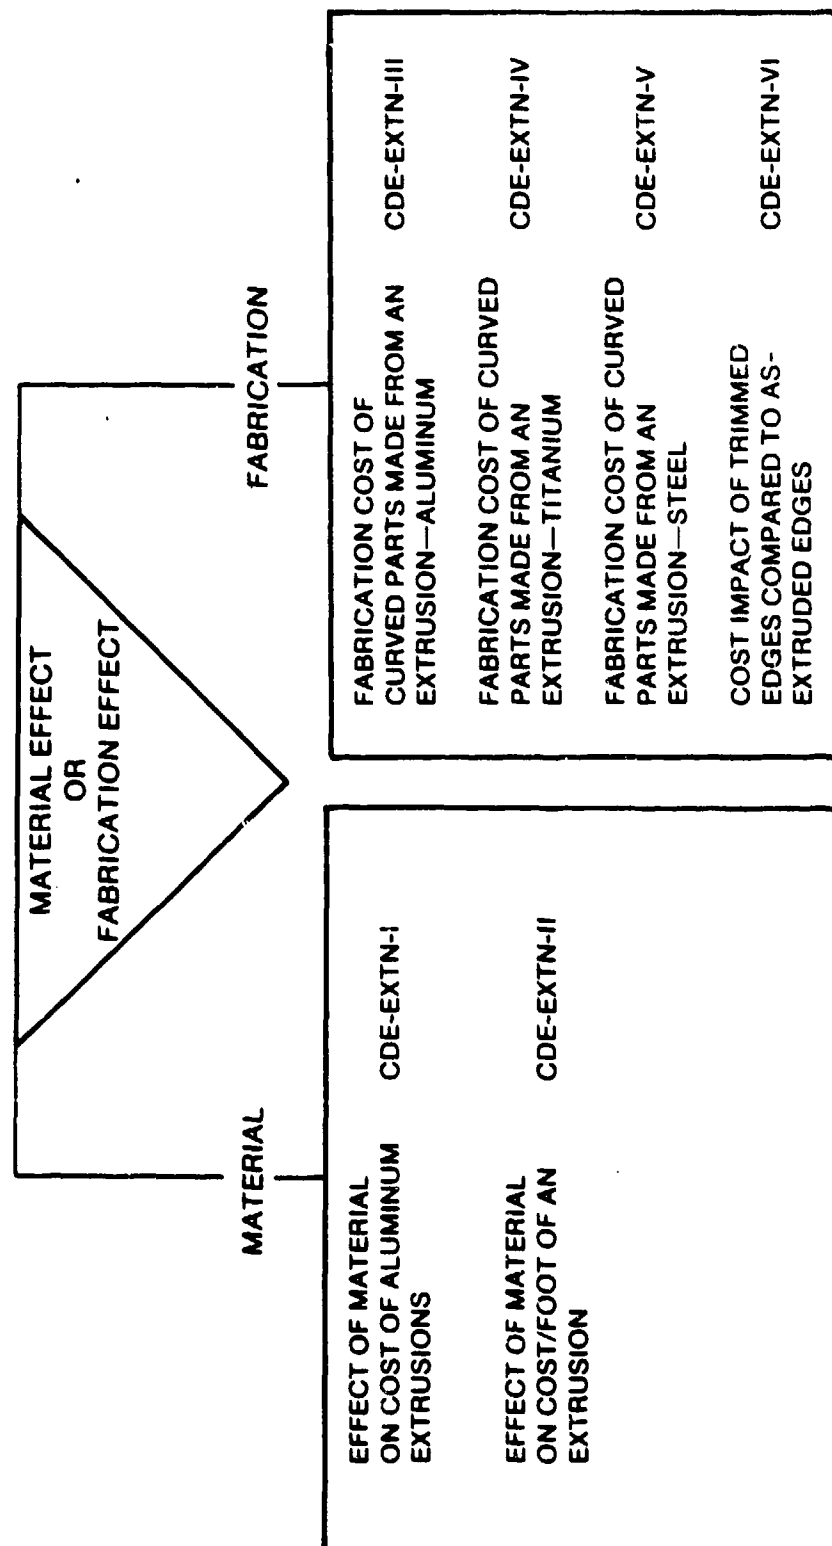 MATERIAL EFFECT
OR
FABRICATION EFFECT
MATERIAL
EFFECT OF MATERIAL
ON COST OF ALUMINUM
EXTRUSIONS
CDE-EXTN-I
EFFECT OF MATERIAL
ON COST/FOOT OF AN
EXTRUSION
CDE-EXTN-II
FABRICATION
FABRICATION COST OF
CURVED PARTS MADE FROM AN
EXTRUSION—ALUMINUM
CDE-EXTN-III
FABRICATION COST OF CURVED
PARTS MADE FROM AN
EXTRUSION—TITANIUM
CDE-EXTN-IV
FABRICATION COST OF CURVED
PARTS MADE FROM AN
EXTRUSION—STEEL
CDE-EXTN-V
COST IMPACT OF TRIMMED
EDGES COMPARED TO AS-
EXTRUDED EDGES
CDE-EXTN-VI